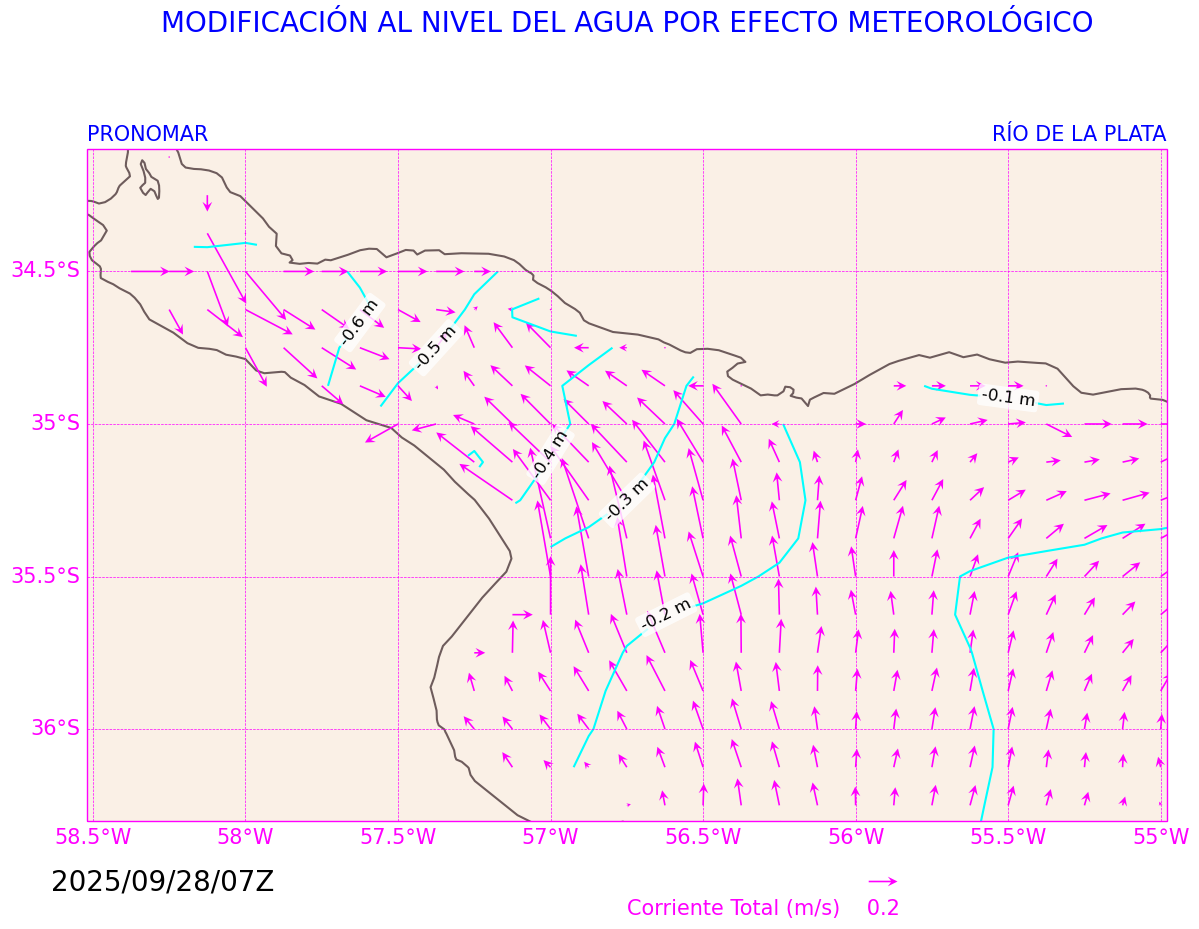 MODIFICACIÓN AL NIVEL DEL AGUA POR EFECTO METEOROLÓGICO
PRONOMAR
RÍO DE LA PLATA
34.5°S
35°S
35.5°S
36°S
-0.6 m
-0.5 m
-0.4 m
-0.3 m
-0.2 m
-0.1 m
58.5°W
58°W
57.5°W
57°W
56.5°W
56°W
55.5°W
55°W
2025/09/28/07Z
Corriente Total (m/s)
0.2